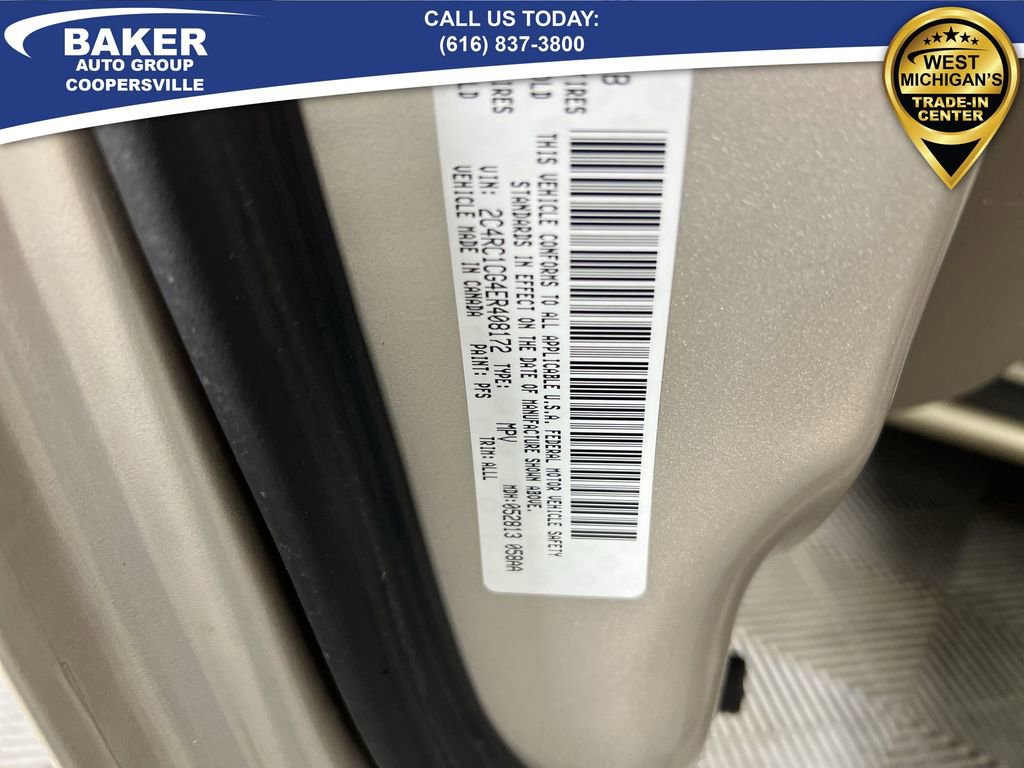 BAKER
AUTO GROUP
COOPERSVILLE
CALL US TODAY:
(616) 837-3800
WEST
MICHIGAN'S
TRADE-IN
CENTER
THIS VEHICLE CONFORMS TO ALL APPLICABLE U.S.A. FEDERAL MOTOR VEHICLE SAFETY
STANDARDS IN EFFECT ON THE DATE OF MANUFACTURE SHOWN ABOVE.
VIN: 2C4RC1CG4ER408172 TYPE: MPV MDH:052813 058AA
VEHICLE MADE IN CANADA PAINT: PFS TRIM:ALLL